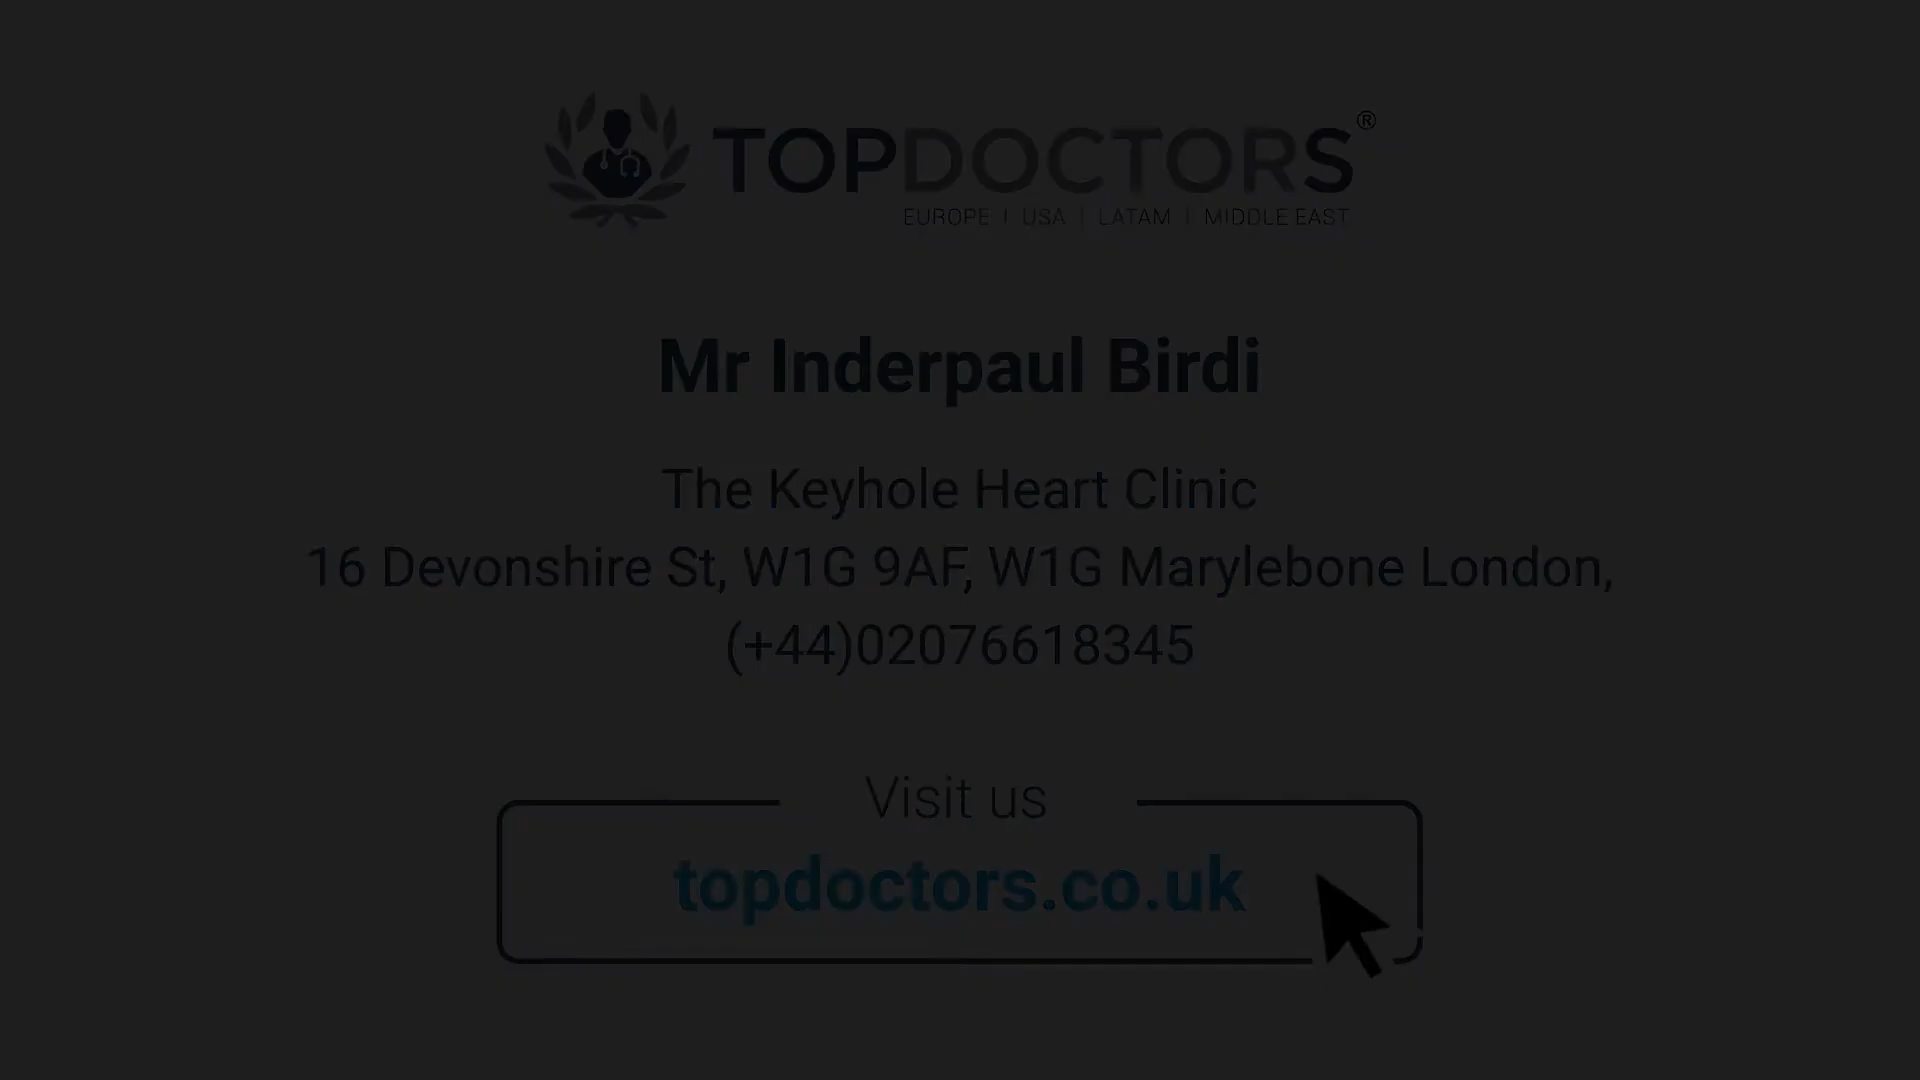 TOPDOCTORS®
EUROPE | USA | LATAM | MIDDLE EAST
Mr Inderpaul Birdi
The Keyhole Heart Clinic
16 Devonshire St, W1G 9AF, W1G Marylebone London,
(+44)02076618345
Visit us
topdoctors.co.uk